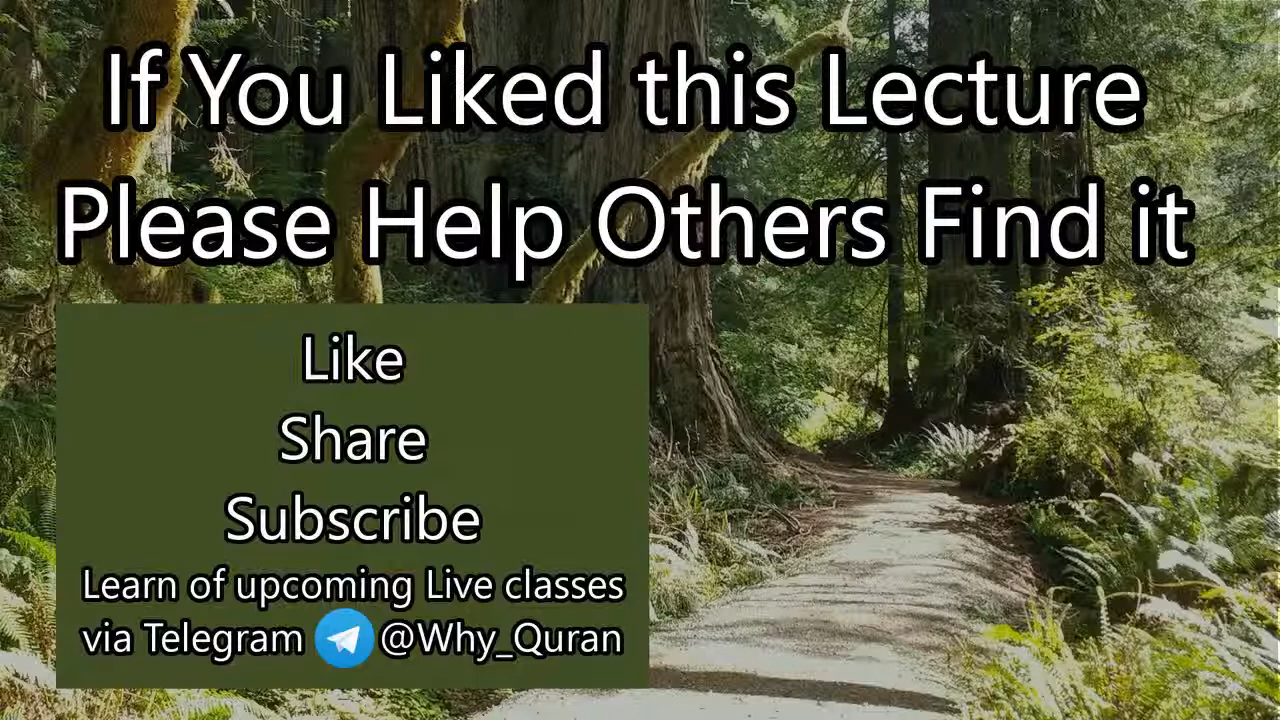 If You Liked this Lecture
Please Help Others Find it
Like
Share
Subscribe
Learn of upcoming Live classes
via Telegram @Why_Quran